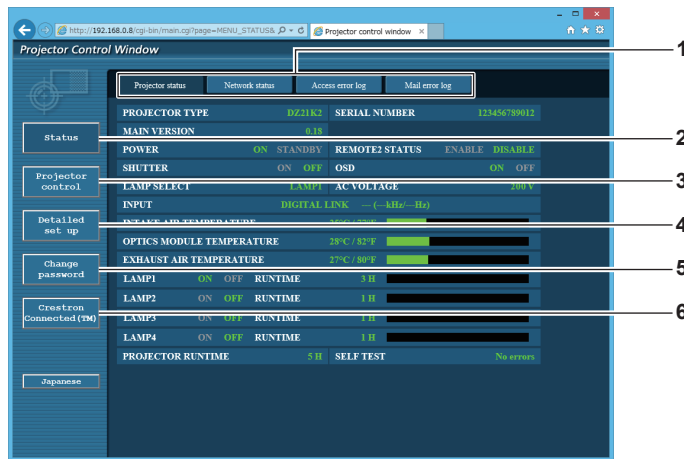 http://192.168.0.8/cgi-bin/main.cgi?page=MENU_STATUS&
Projector control window
Projector Control Window
1
Projector status
Network status
Access error log
Mail error log
PROJECTOR TYPE DZ21K2 SERIAL NUMBER 123456789012
MAIN VERSION 0.18
Status
2
POWER ON STANDBY REMOTE2 STATUS ENABLE DISABLE
SHUTTER ON OFF OSD ON OFF
Projector control
3
LAMP SELECT LAMP1 AC VOLTAGE 200 V
INPUT DIGITAL LINK — (—kHz/—Hz)
Detailed set up
4
INTAKE AIR TEMPERATURE 25°C / 77°F
OPTICS MODULE TEMPERATURE 28°C / 82°F
EXHAUST AIR TEMPERATURE 27°C / 80°F
Change password
5
LAMP1 ON OFF RUNTIME 3 H
LAMP2 ON OFF RUNTIME 1 H
Crestron Connected(TM)
6
LAMP3 ON OFF RUNTIME 1 H
LAMP4 ON OFF RUNTIME 1 H
PROJECTOR RUNTIME 5 H SELF TEST No errors
Japanese